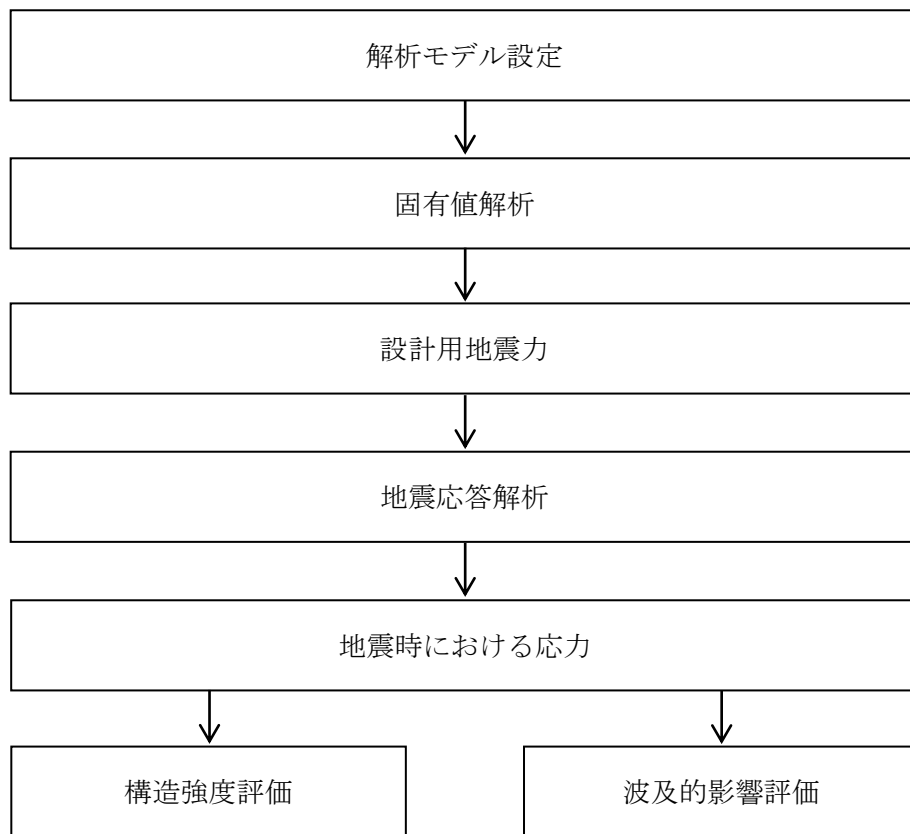 解析モデル設定
固有値解析
設計用地震力
地震応答解析
地震時における応力
構造強度評価
波及的影響評価